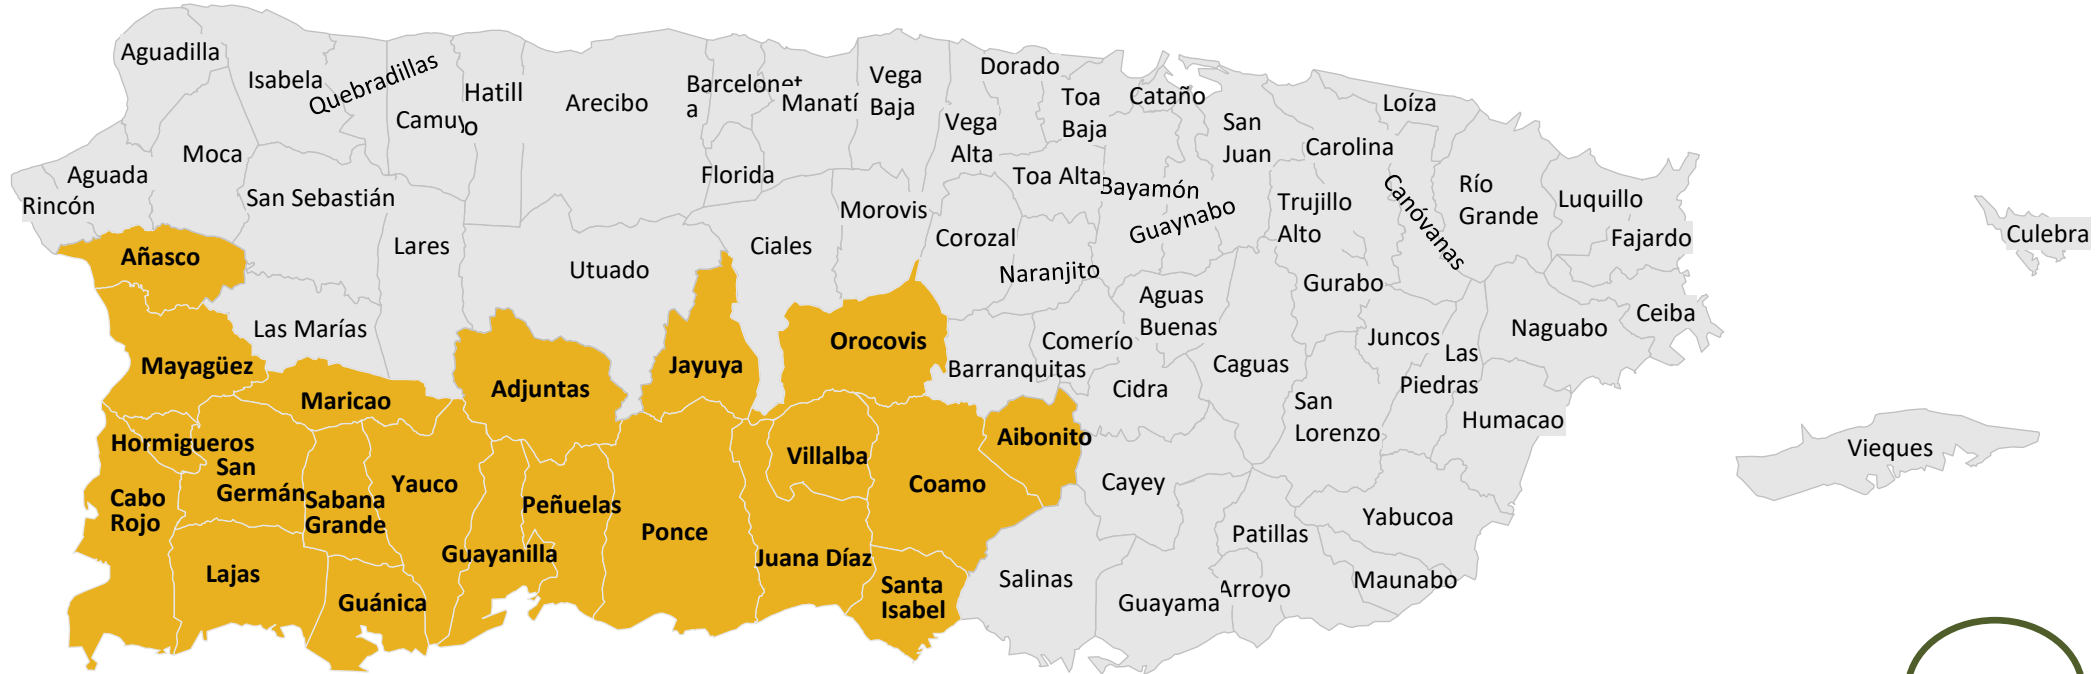 Aguadilla
Isabela
Quebradillas
Camuy
Hatill
o
Arecibo
Barcelonet
a
Manatí
Vega
Baja
Dorado
Vega
Alta
Toa
Baja
Cataño
San
Juan
Carolina
Loíza
Moca
Aguada
Rincón
San Sebastián
Florida
Toa Alta
Bayamón
Guaynabo
Trujillo
Alto
Canóvanas
Río
Grande
Luquillo
Fajardo
Culebra
Añasco
Lares
Utuado
Ciales
Morovis
Corozal
Naranjito
Aguas
Buenas
Gurabo
Ceiba
Las Marías
Mayagüez
Maricao
Adjuntas
Jayuya
Orocovis
Barranquitas
Comerío
Cidra
Caguas
Juncos
Las
Piedras
Naguabo
Humacao
San
Lorenzo
Hormigueros
San
Germán
Cabo
Rojo
Sabana
Grande
Yauco
Peñuelas
Guayanilla
Ponce
Villalba
Juana Díaz
Coamo
Aibonito
Cayey
Vieques
Lajas
Guánica
Santa
Isabel
Salinas
Guayama
Arroyo
Patillas
Yabucoa
Maunabo